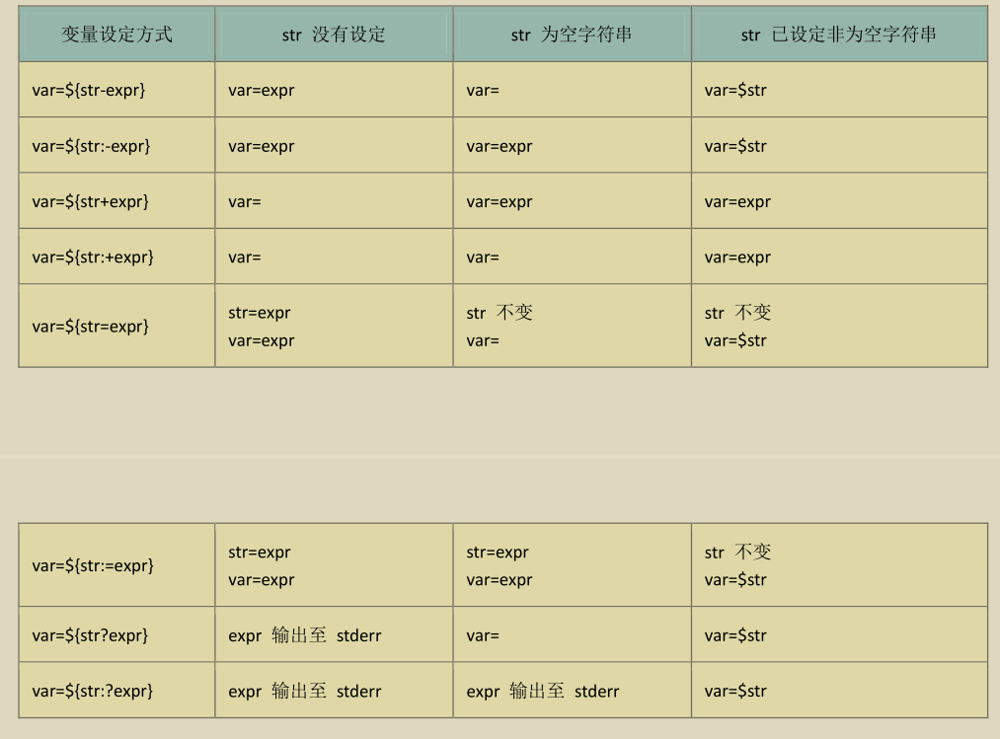 变量设定方式 str 没有设定 str 为空字符串 str 已设定非为空字符串
var=${str-expr} var=expr var= var=$str
var=${str:-expr} var=expr var=expr var=$str
var=${str+expr} var= var=expr var=expr
var=${str:+expr} var= var= var=expr
var=${str=expr}
str=expr str 不变 str 不变
var=expr var= var=$str
var=${str:=expr}
str=expr str=expr str 不变
var=expr var=expr var=$str
var=${str?expr} expr 输出至 stderr var= var=$str
var=${str:?expr} expr 输出至 stderr expr 输出至 stderr var=$str